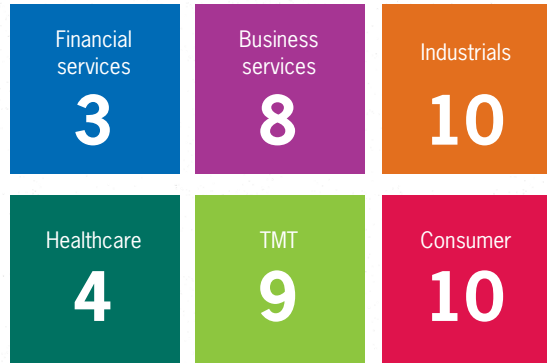 Financial
services
3
Business
services
8
Industrials
10
Healthcare
4
TMT
9
Consumer
10